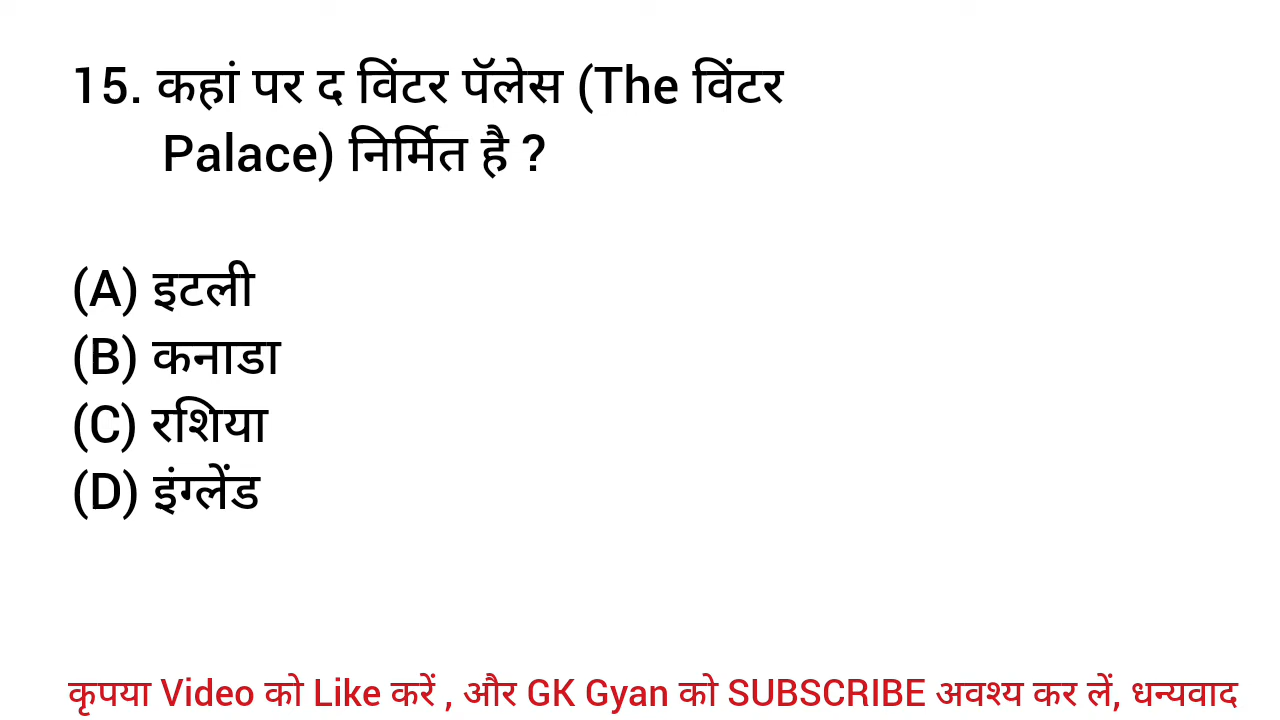 15. कहां पर द विंटर पॅलेस (The विंटर
Palace) निर्मित है ?
(A) इटली
(B) कनाडा
(C) रशिया
(D) इंग्लेंड
कृपया Video को Like करें , और GK Gyan को SUBSCRIBE अवश्य कर लें, धन्यवाद